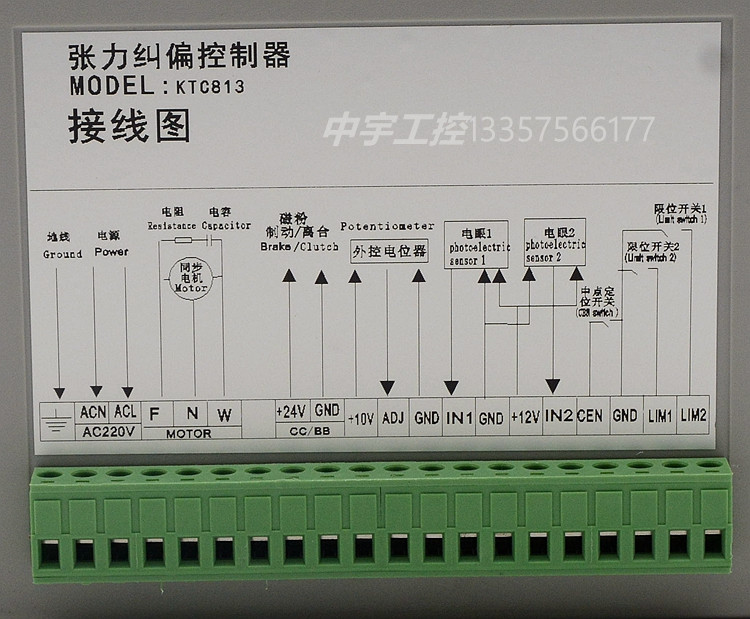 张力纠偏控制器
MODEL: KTC813
接线图
中宇工控13357566177
地线
Ground
电源
Power
电阻
Resistance
电容
Capacitor
同步
电机
Motor
磁粉
制动/离合
Brake/Clutch
Potentiometer
外控电位器
电眼1
photoelectric
sensor 1
电眼2
photoelectric
sensor 2
中点定
位开关
(CEN switch)
限位开关1
(Limit switch 1)
限位开关2
(Limit switch 2)
ACN ACL F N W +24V GND +10V ADJ GND IN1 GND +12V IN2 CEN GND LIM1 LIM2
AC220V MOTOR CC/BB